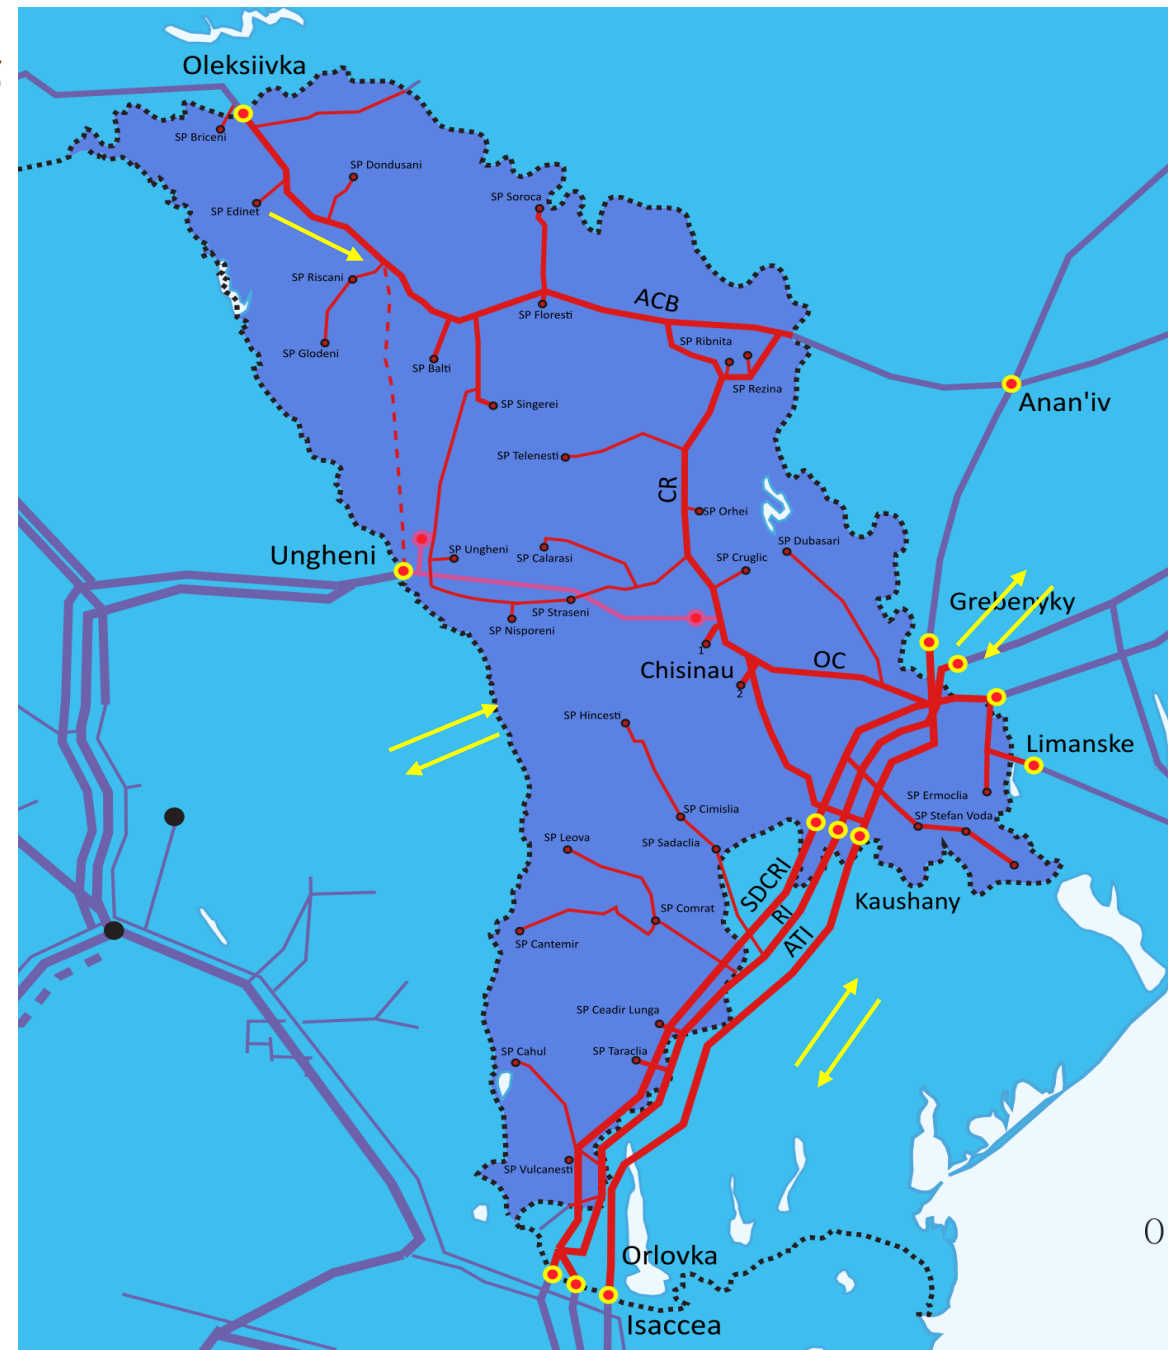 Oleksiivka
SP Briceni
SP Dondusani
SP Edinet
SP Soroca
SP Riscani
ACB
SP Floresti
SP Ribnita
SP Glodeni
SP Balti
SP Rezina
Anan'iv
SP Singerei
SP Telenesti
CR
SP Orhei
SP Dubasari
Ungheni
SP Ungheni
SP Calarasi
SP Cruglic
Grebenyky
SP Straseni
SP Nisporeni
1
Chisinau
OC
2
SP Hincesti
Limanske
SP Ermoclia
SP Cimislia
SP Stefan Voda
SP Leova
SP Sadaclia
SDCRI
RI
ATI
Kaushany
SP Comrat
SP Cantemir
SP Ceadir Lunga
SP Cahul
SP Taraclia
SP Vulcanesti
O
Orlovka
Isaccea